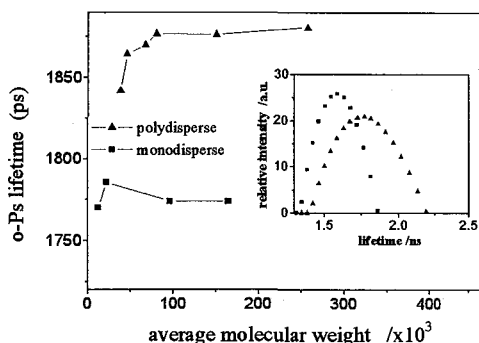 o-Ps lifetime (ps)
1850
1800
1750
polydisperse
monodisperse
relative intensity /a.u.
30
20
10
0
1.5
2.0
2.5
lifetime /ns
0
100
200
300
400
average molecular weight /x10³